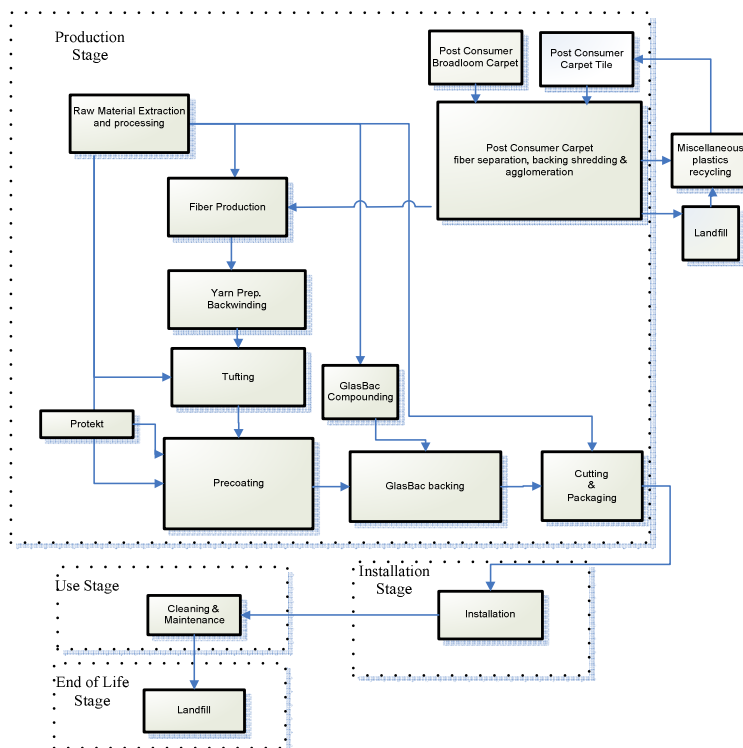 Production
Stage
Post Consumer
Broadloom Carpet
Post Consumer
Carpet Tile
Raw Material Extraction
and processing
Post Consumer Carpet
fiber separation, backing shredding &
agglomeration
Miscellaneous
plastics
recycling
Fiber Production
Landfill
Yarn Prep.
Backwinding
Tufting
GlasBac
Compounding
Protekt
Precoating
GlasBac backing
Cutting
&
Packaging
Use Stage
Installation
Stage
Cleaning &
Maintenance
Installation
End of Life
Stage
Landfill